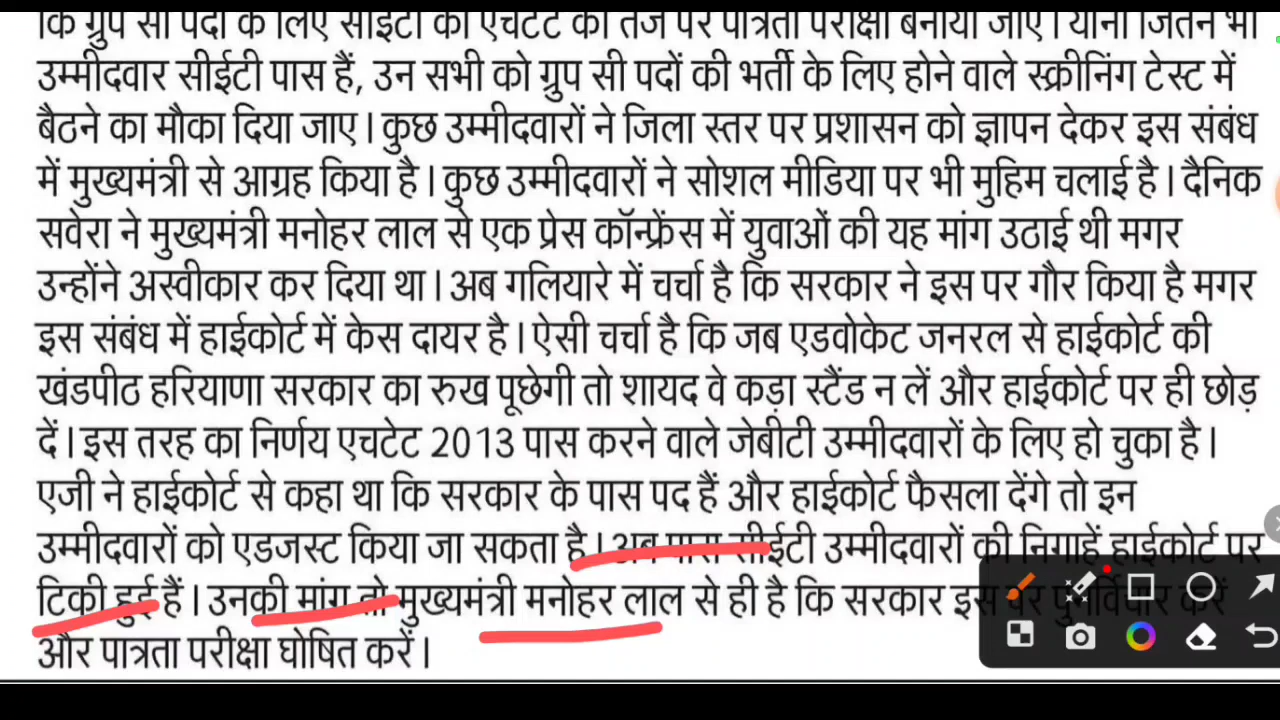 कि ग्रुप सी पदों के लिए सीईटी को एचटेट की तर्ज पर पात्रता परीक्षा बनाया जाए। यानी जितने भी
उम्मीदवार सीईटी पास हैं, उन सभी को ग्रुप सी पदों की भर्ती के लिए होने वाले स्क्रीनिंग टेस्ट में
बैठने का मौका दिया जाए। कुछ उम्मीदवारों ने जिला स्तर पर प्रशासन को ज्ञापन देकर इस संबंध
में मुख्यमंत्री से आग्रह किया है। कुछ उम्मीदवारों ने सोशल मीडिया पर भी मुहिम चलाई है। दैनिक
सवेरा ने मुख्यमंत्री मनोहर लाल से एक प्रेस कॉन्फ्रेंस में युवाओं की यह मांग उठाई थी मगर
उन्होंने अस्वीकार कर दिया था। अब गलियारे में चर्चा है कि सरकार ने इस पर गौर किया है मगर
इस संबंध में हाईकोर्ट में केस दायर है। ऐसी चर्चा है कि जब एडवोकेट जनरल से हाईकोर्ट की
खंडपीठ हरियाणा सरकार का रुख पूछेगी तो शायद वे कड़ा स्टैंड न लें और हाईकोर्ट पर ही छोड़
दें। इस तरह का निर्णय एचटेट 2013 पास करने वाले जेबीटी उम्मीदवारों के लिए हो चुका है।
एजी ने हाईकोर्ट से कहा था कि सरकार के पास पद हैं और हाईकोर्ट फैसला देंगे तो इन
उम्मीदवारों को एडजस्ट किया जा सकता है। अब पास सीईटी उम्मीदवारों की निगाहें हाईकोर्ट पर
टिकी हुई हैं। उनकी मांग तो मुख्यमंत्री मनोहर लाल से ही है कि सरकार इस पर पुनर्विचार करें
और पात्रता परीक्षा घोषित करें।